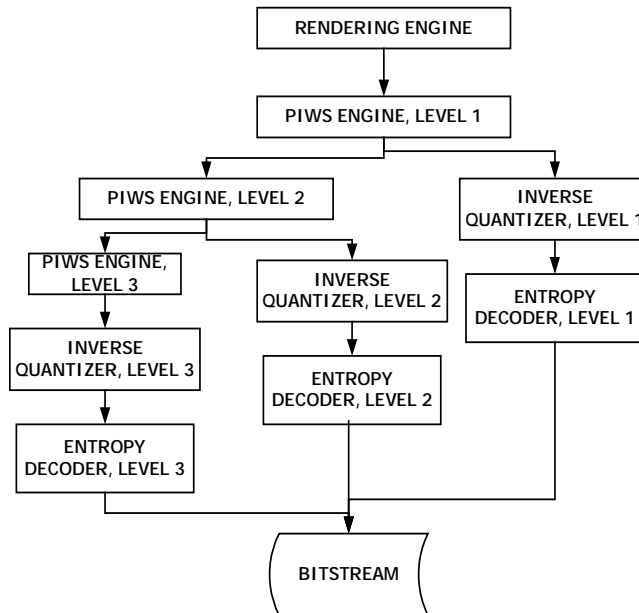 RENDERING ENGINE
PIWS ENGINE, LEVEL 1
PIWS ENGINE, LEVEL 2
INVERSE
QUANTIZER, LEVEL 1
PIWS ENGINE,
LEVEL 3
INVERSE
QUANTIZER, LEVEL 2
ENTROPY
DECODER, LEVEL 1
INVERSE
QUANTIZER, LEVEL 3
ENTROPY
DECODER, LEVEL 2
ENTROPY
DECODER, LEVEL 3
BITSTREAM